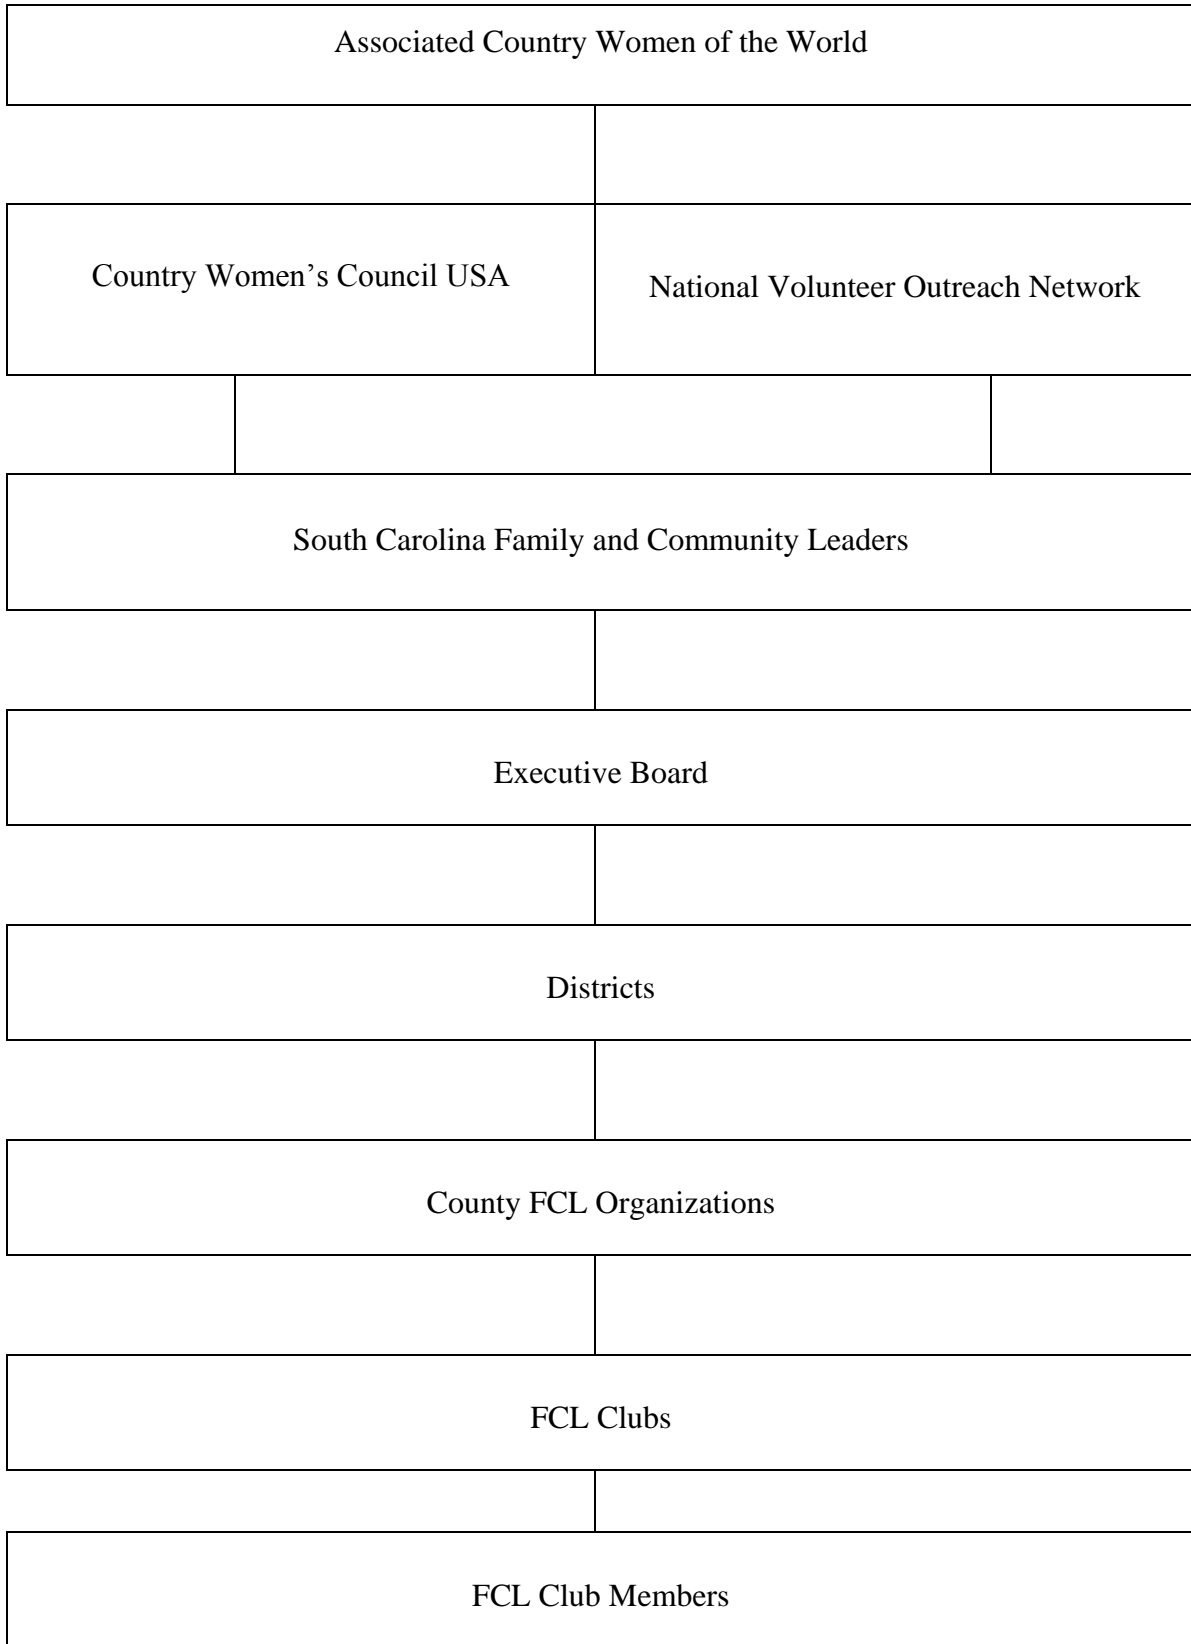 Associated Country Women of the World
Country Women’s Council USA
National Volunteer Outreach Network
South Carolina Family and Community Leaders
Executive Board
Districts
County FCL Organizations
FCL Clubs
FCL Club Members